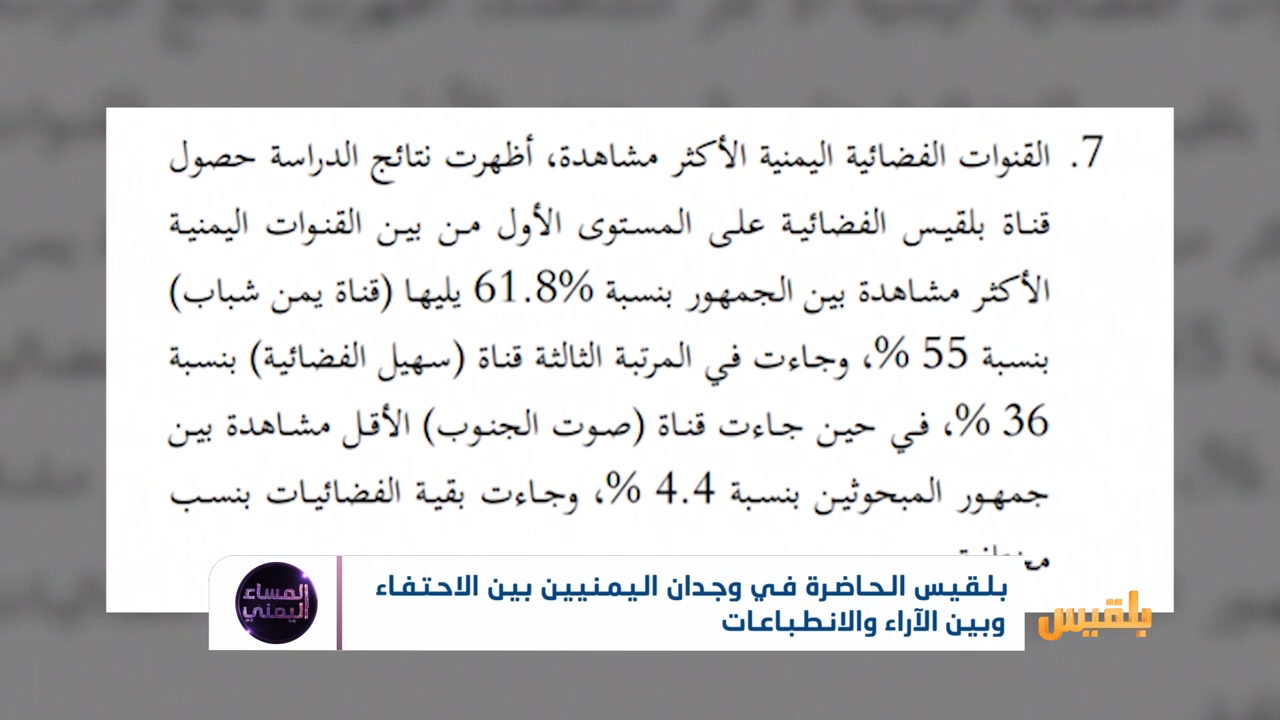 7. القنوات الفضائية اليمنية الأكثر مشاهدة، أظهرت نتائج الدراسة حصول
قناة بلقيس الفضائية على المستوى الأول من بين القنوات اليمنية
الأكثر مشاهدة بين الجمهور بنسبة 61.8% يليها (قناة يمن شباب)
بنسبة 55 %، وجاءت في المرتبة الثالثة قناة (سهيل الفضائية) بنسبة
36 %، في حين جاءت قناة (صوت الجنوب) الأقل مشاهدة بين
جمهور المبحوثين بنسبة 4.4 %، وجاءت بقية الفضائيات بنسب
بلقيس الحاضرة في وجدان اليمنيين بين الاحتفاء
وبين الآراء والانطباعات
المساء
اليمني
بلقيس